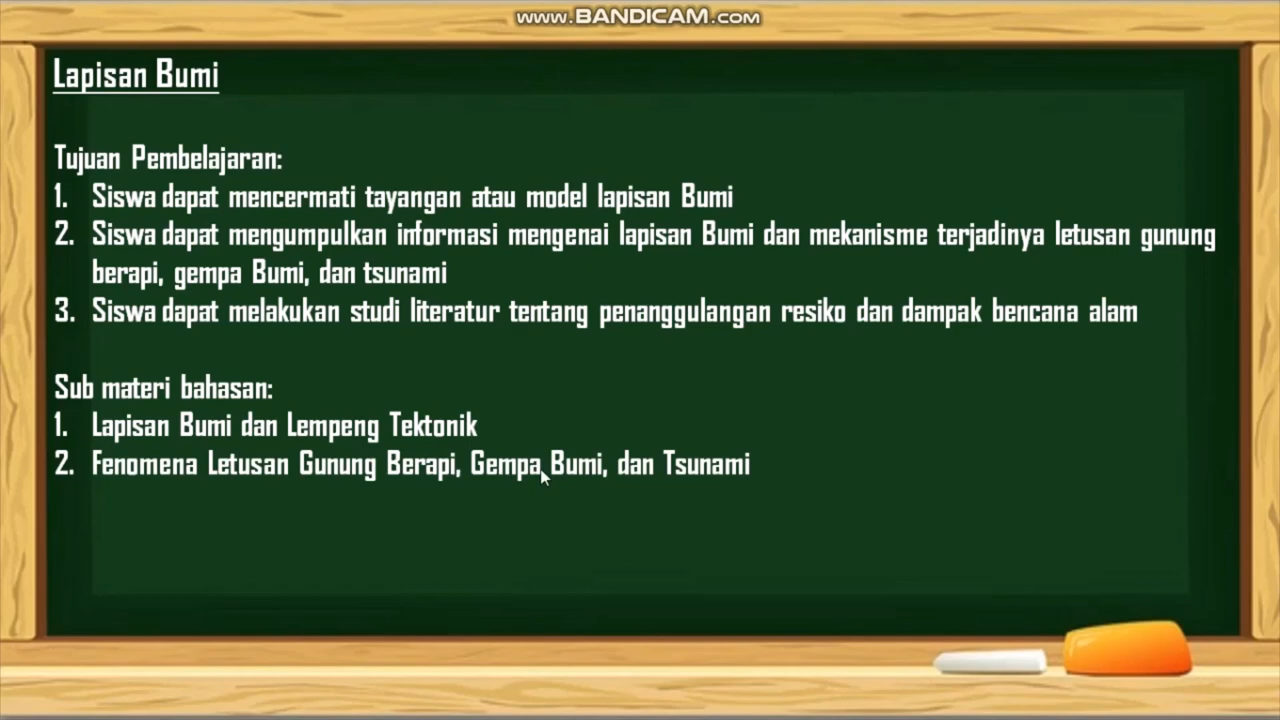 www.BANDICAM.com
Lapisan Bumi
Tujuan Pembelajaran:
1. Siswa dapat mencermati tayangan atau model lapisan Bumi
2. Siswa dapat mengumpulkan informasi mengenai lapisan Bumi dan mekanisme terjadinya letusan gunung
berapi, gempa Bumi, dan tsunami
3. Siswa dapat melakukan studi literatur tentang penanggulangan resiko dan dampak bencana alam
Sub materi bahasan:
1. Lapisan Bumi dan Lempeng Tektonik
2. Fenomena Letusan Gunung Berapi, Gempa Bumi, dan Tsunami